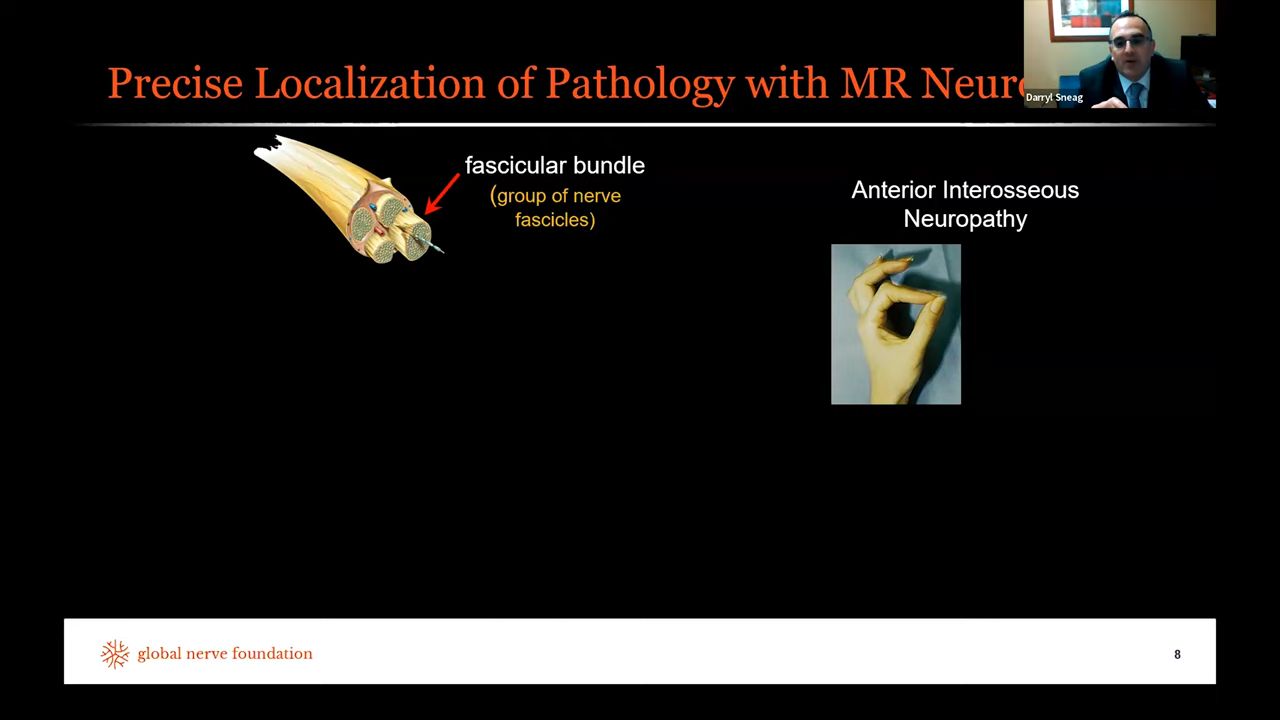 Precise Localization of Pathology with MR Neuro
Darryl Sneag
fascicular bundle
(group of nerve
fascicles)
Anterior Interosseous
Neuropathy
global nerve foundation
8